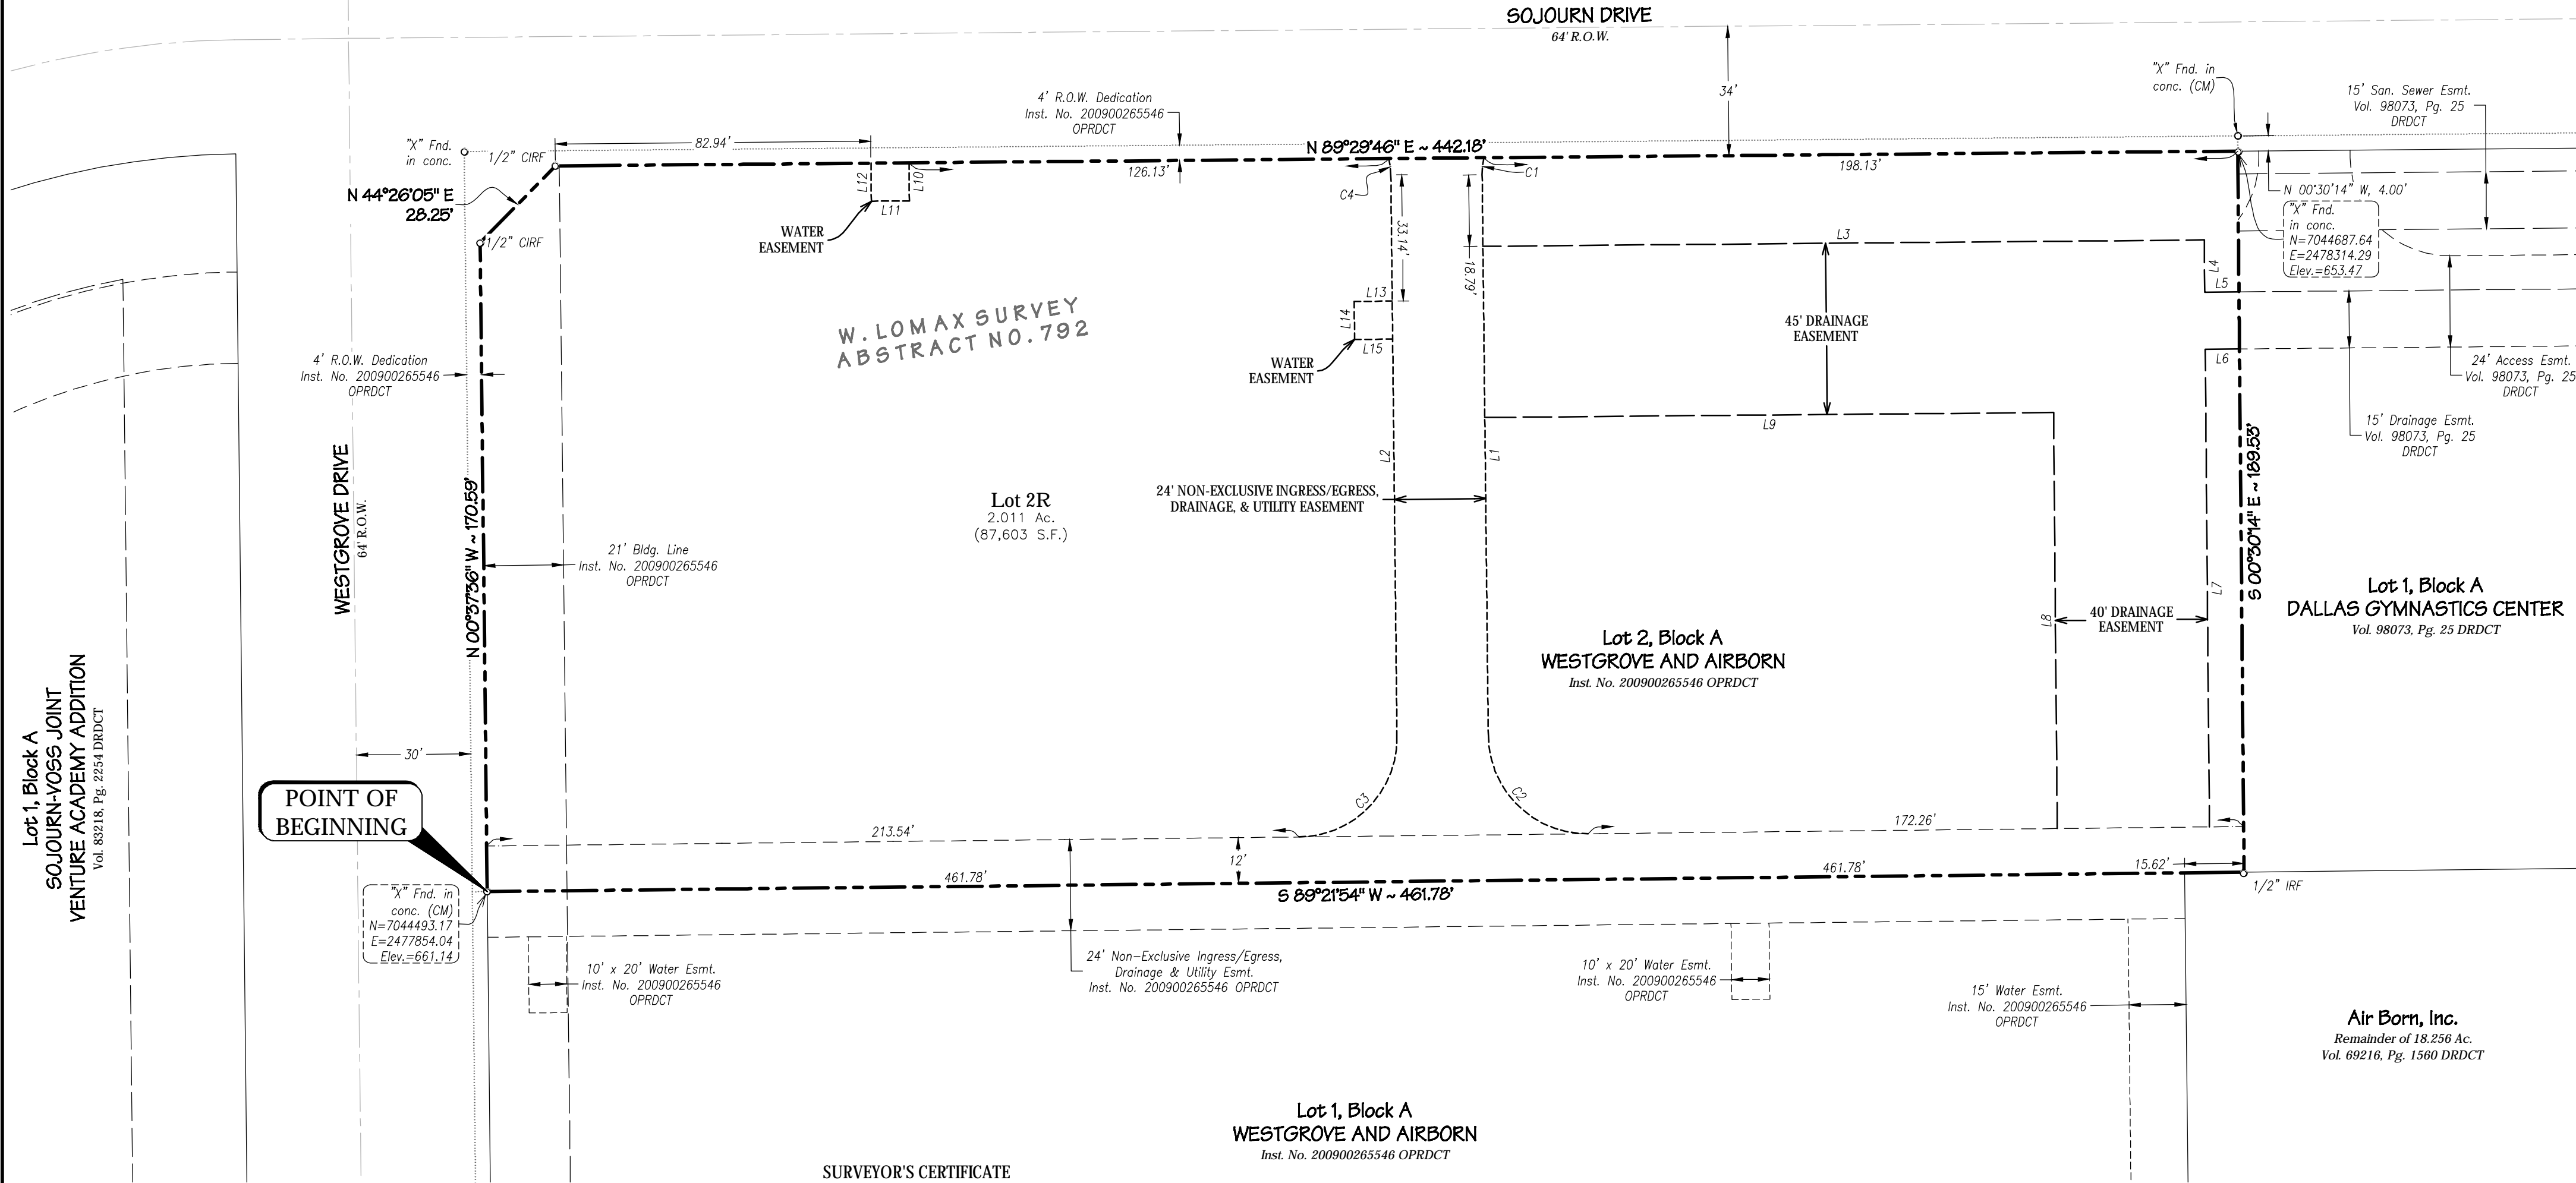 SOJOURN DRIVE
64' R.O.W.
34'
"X" Fnd. in
conc. (CM)
15' San. Sewer Esmt.
Vol. 98073, Pg. 25
DRDCT
4' R.O.W. Dedication
Inst. No. 200900265546
OPRDCT
"X" Fnd.
in conc.
1/2" CIRF
82.94'
N 89°29'46" E ~ 442.18'
126.13'
198.13'
C4
C1
N 00°30'14" W, 4.00'
"X" Fnd.
in conc.
N=7044687.64
E=2478314.29
Elev.=653.47
N 44°26'05" E
28.25'
1/2" CIRF
L12
L10
L11
WATER
EASEMENT
33.14'
18.79'
L3
L4
L5
L6
W. LOMAX SURVEY
ABSTRACT NO. 792
L13
L14
L15
WATER
EASEMENT
45' DRAINAGE
EASEMENT
24' Access Esmt.
Vol. 98073, Pg. 25
DRDCT
15' Drainage Esmt.
Vol. 98073, Pg. 25
DRDCT
4' R.O.W. Dedication
Inst. No. 200900265546
OPRDCT
L9
L2
L1
WESTGROVE DRIVE
64' R.O.W.
N 00°37'36" W ~ 170.59'
24' NON-EXCLUSIVE INGRESS/EGRESS,
DRAINAGE, & UTILITY EASEMENT
Lot 2R
2.011 Ac.
(87,603 S.F.)
21' Bldg. Line
Inst. No. 200900265546
OPRDCT
S 00°30'14" E ~ 189.53'
L7
L8
40' DRAINAGE
EASEMENT
Lot 1, Block A
DALLAS GYMNASTICS CENTER
Vol. 98073, Pg. 25 DRDCT
Lot 2, Block A
WESTGROVE AND AIRBORN
Inst. No. 200900265546 OPRDCT
Lot 1, Block A
SOJOURN-VOSS JOINT
VENTURE ACADEMY ADDITION
Vol. 83218, Pg. 2254 DRDCT
30'
POINT OF
BEGINNING
C3
C2
213.54'
172.26'
12'
461.78'
461.78'
15.62'
S 89°21'54" W ~ 461.78'
1/2" IRF
"X" Fnd. in
conc. (CM)
N=7044493.17
E=2477854.04
Elev.=661.14
10' x 20' Water Esmt.
Inst. No. 200900265546
OPRDCT
24' Non-Exclusive Ingress/Egress,
Drainage & Utility Esmt.
Inst. No. 200900265546 OPRDCT
10' x 20' Water Esmt.
Inst. No. 200900265546
OPRDCT
15' Water Esmt.
Inst. No. 200900265546
OPRDCT
Air Born, Inc.
Remainder of 18.256 Ac.
Vol. 69216, Pg. 1560 DRDCT
Lot 1, Block A
WESTGROVE AND AIRBORN
Inst. No. 200900265546 OPRDCT
SURVEYOR'S CERTIFICATE